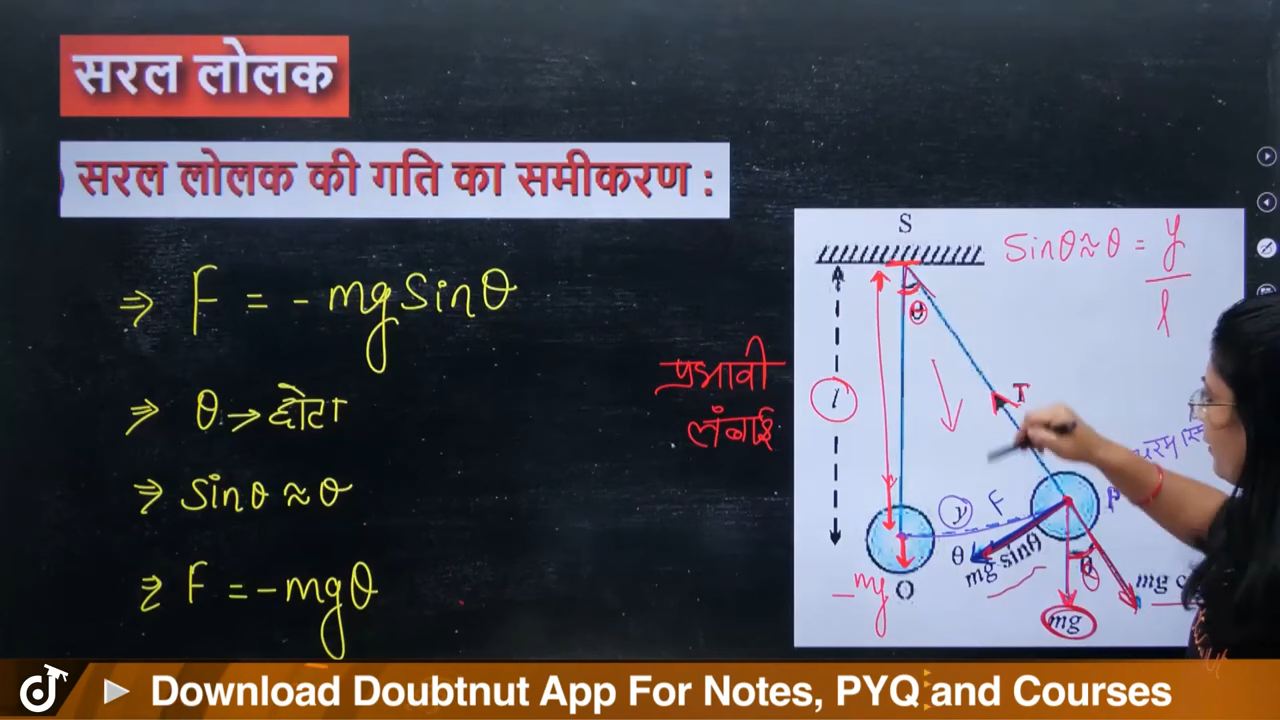 सरल लोलक
सरल लोलक की गति का समीकरण :
⇒ F = - mg sinθ
⇒ θ → छोटा
⇒ sinθ ≈ θ
⇒ F = - mgθ
प्रभावी
लंबाई
S
sinθ ≈ θ = y/l
θ
l
T
चरम
y
F
θ
mg sinθ
θ
mg
O
mg
Download Doubtnut App For Notes, PYQ and Courses